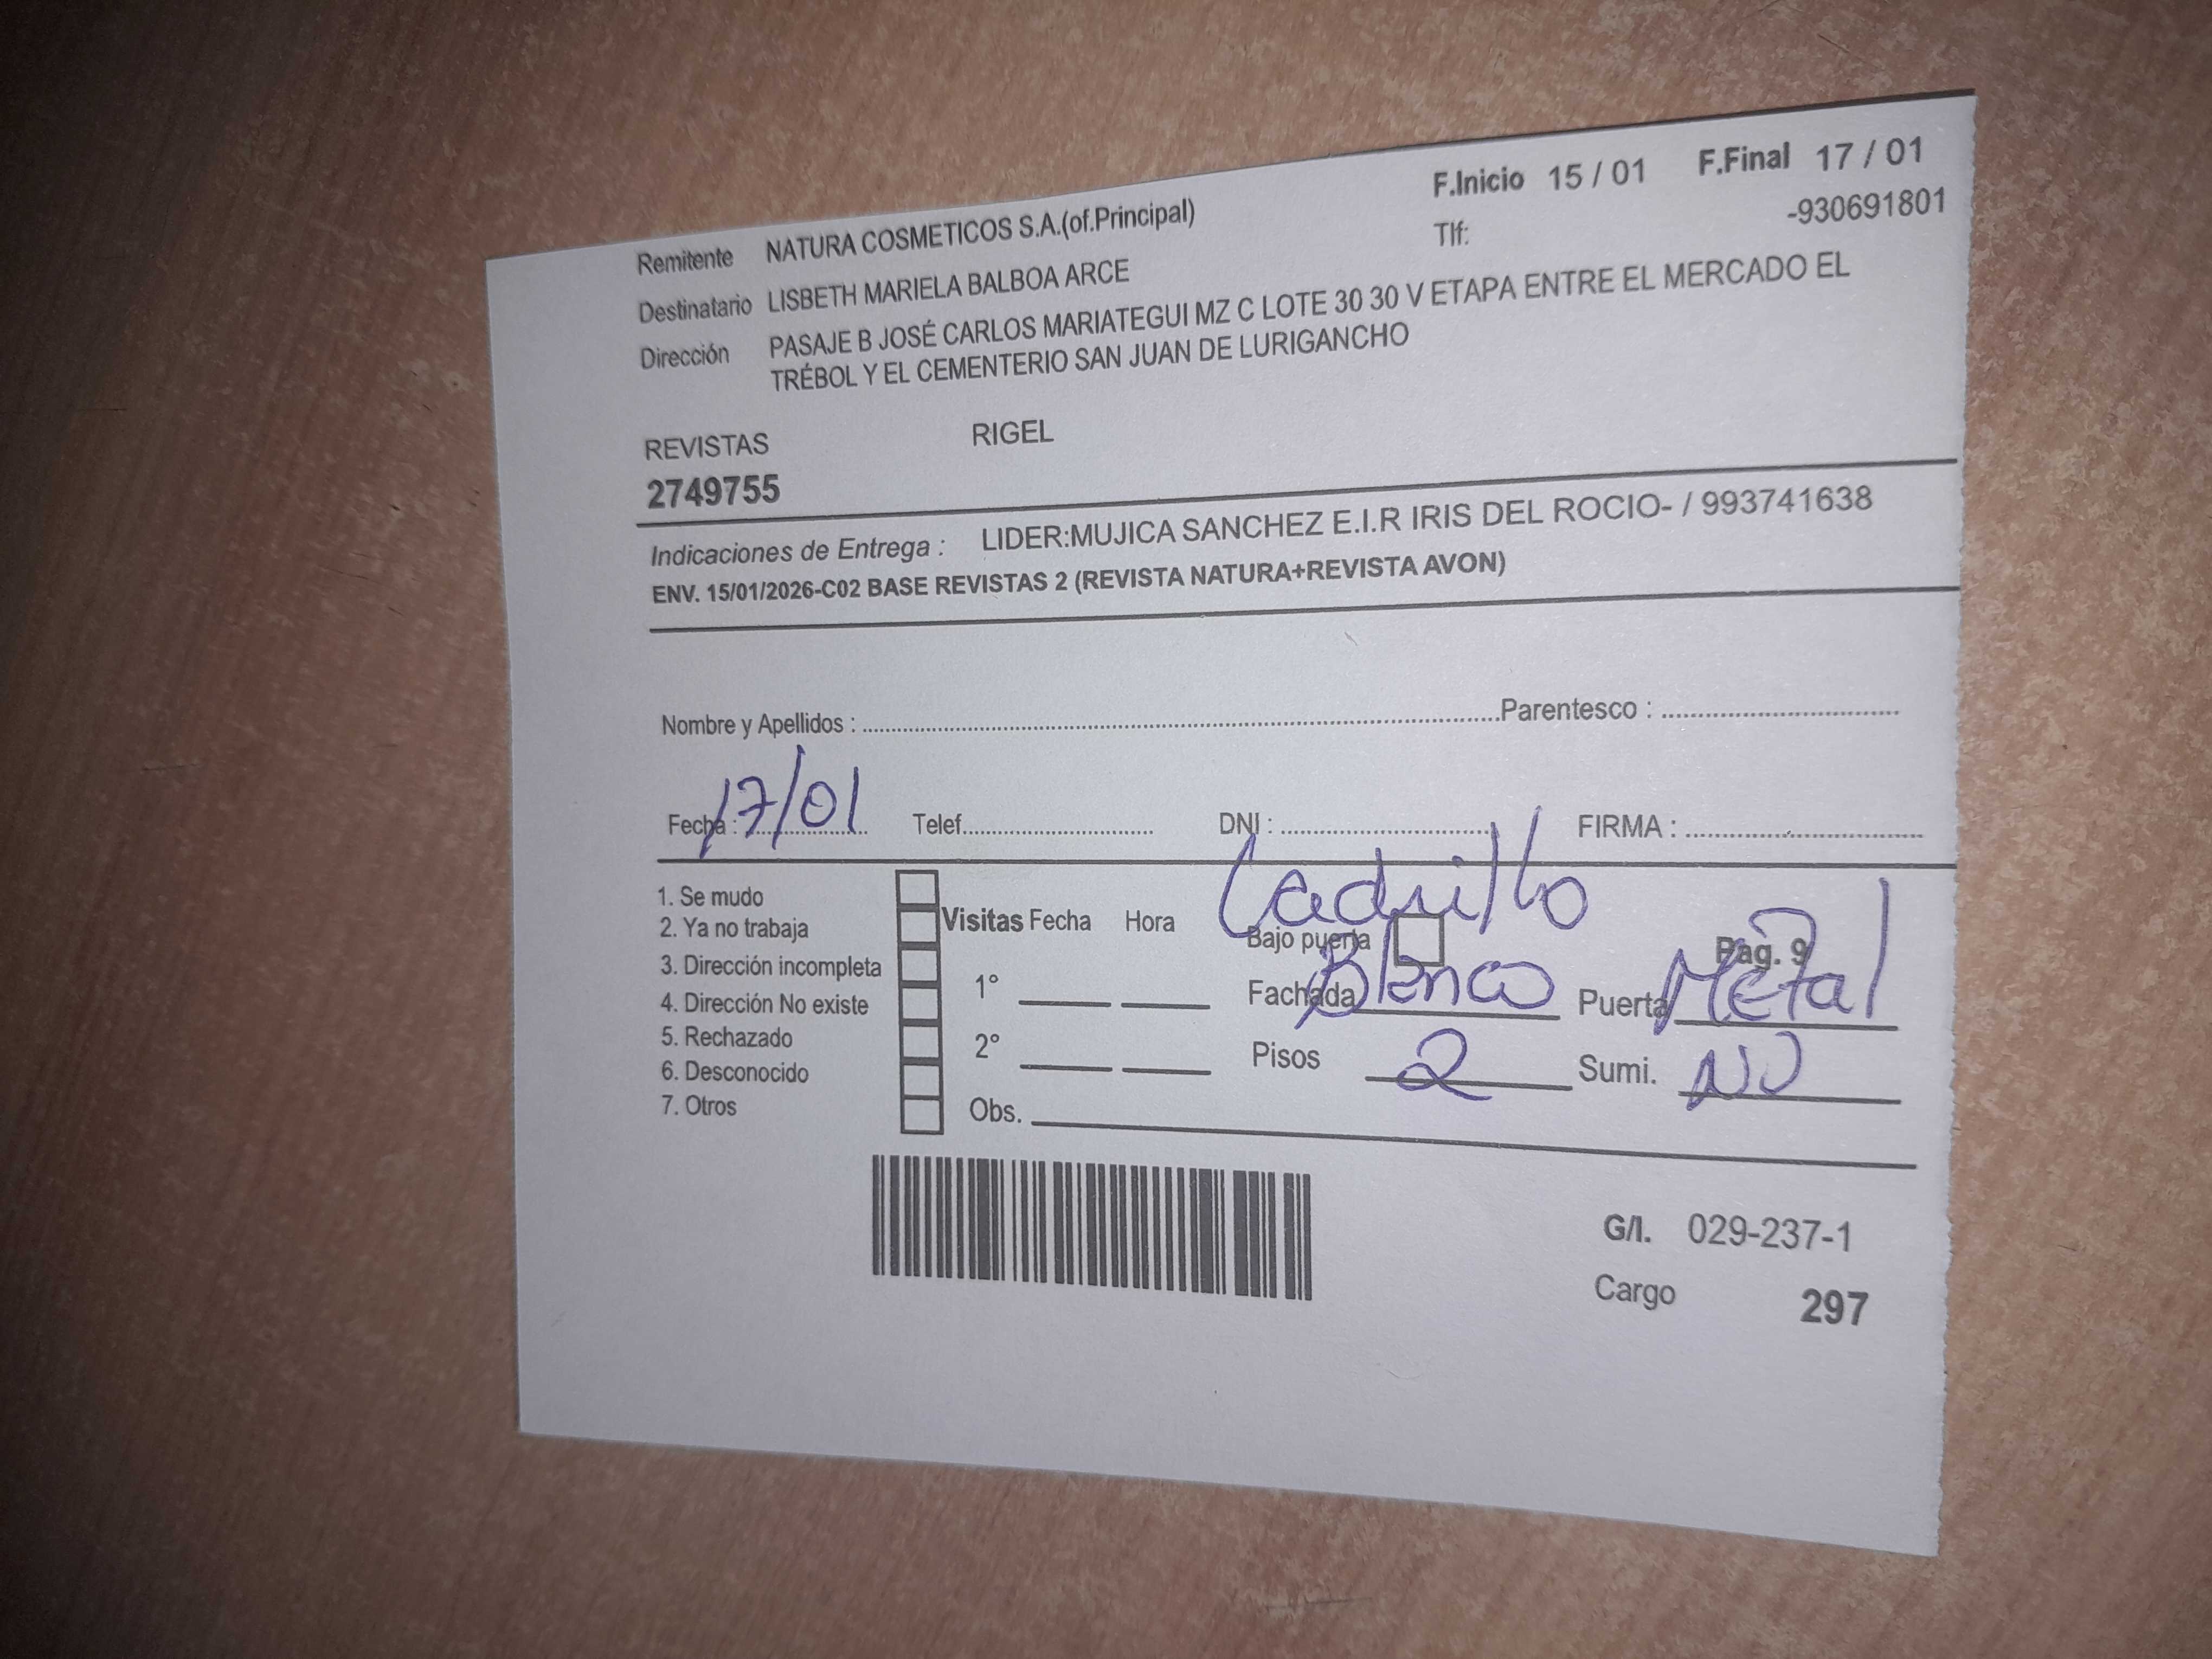 F.Inicio 15 / 01 F.Final 17 / 01
Remitente NATURA COSMETICOS S.A.(of.Principal) Tlf: -930691801
Destinatario LISBETH MARIELA BALBOA ARCE
Dirección PASAJE B JOSÉ CARLOS MARIATEGUI MZ C LOTE 30 30 V ETAPA ENTRE EL MERCADO EL
TRÉBOL Y EL CEMENTERIO SAN JUAN DE LURIGANCHO
REVISTAS RIGEL
2749755
Indicaciones de Entrega : LIDER:MUJICA SANCHEZ E.I.R IRIS DEL ROCIO- / 993741638
ENV. 15/01/2026-C02 BASE REVISTAS 2 (REVISTA NATURA+REVISTA AVON)
Nombre y Apellidos : Parentesco :
Fecha : 17/01 Telef. DNI : FIRMA :
Ladrillo
1. Se mudo
2. Ya no trabaja Visitas Fecha Hora Bajo puerta Pag. 9
3. Dirección incompleta
4. Dirección No existe 1° Fachada Blanco Puerta Metal
5. Rechazado
6. Desconocido 2° Pisos 2 Sumi. NO
7. Otros Obs.
G/I. 029-237-1
Cargo 297